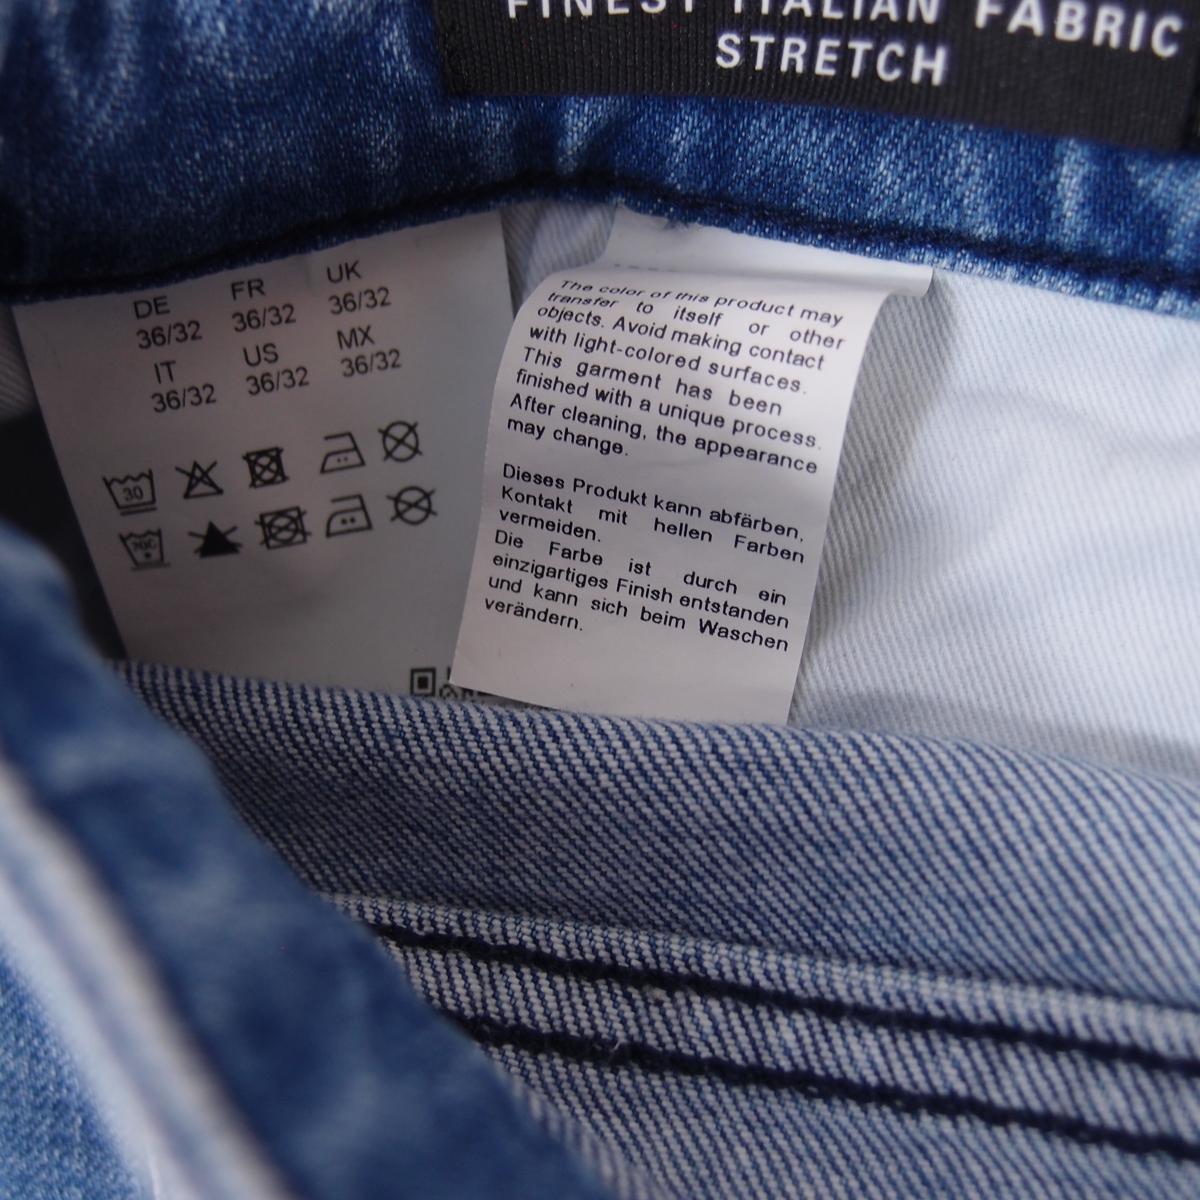 FINEST ITALIAN FABRIC
STRETCH
DE FR UK
36/32 36/32 36/32
IT US MX
36/32 36/32 36/32
30
The color of this product may
transfer to itself or other
objects. Avoid making contact
with light-colored surfaces.
This garment has been
finished with a unique process.
After cleaning, the appearance
may change.
Dieses Produkt kann abfärben,
Kontakt mit hellen Farben
vermeiden.
Die Farbe ist durch ein
einzigartiges Finish entstanden
und kann sich beim Waschen
verändern.